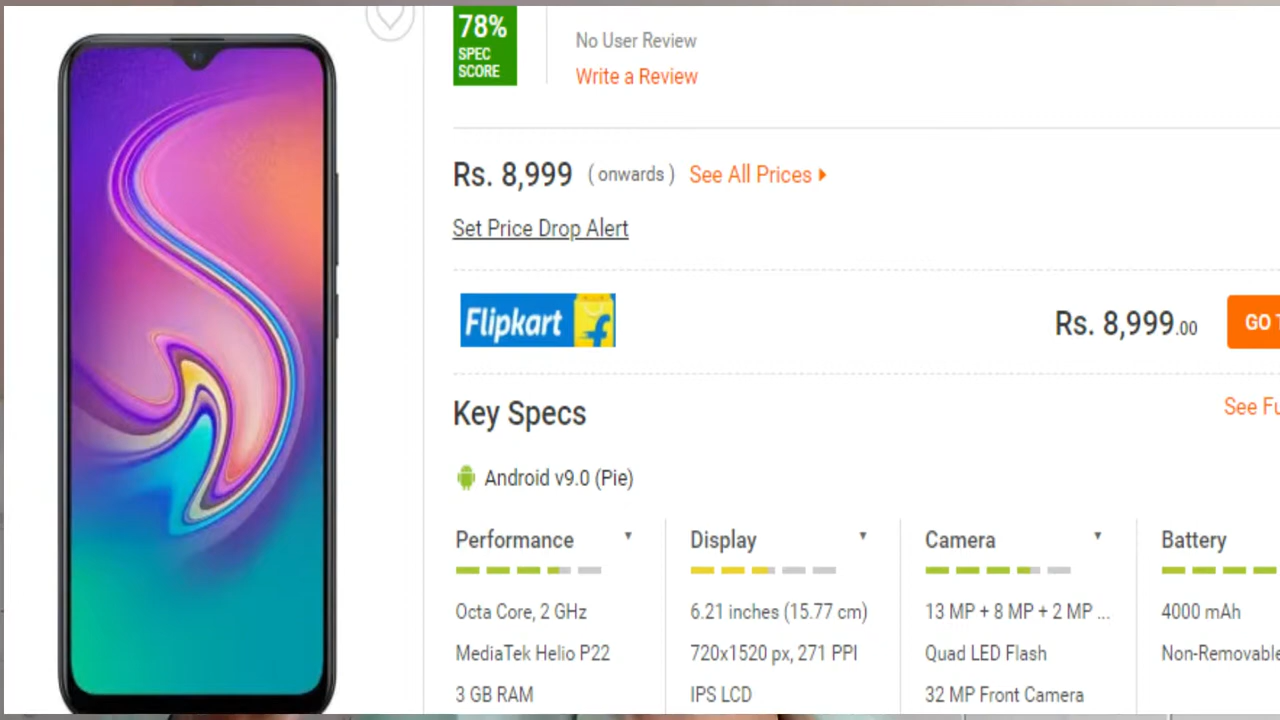 78%
SPEC
SCORE
No User Review
Write a Review
Rs. 8,999 ( onwards ) See All Prices
Set Price Drop Alert
Flipkart
Rs. 8,999.00
GO
Key Specs
See
Android v9.0 (Pie)
Performance
Octa Core, 2 GHz
MediaTek Helio P22
3 GB RAM
Display
6.21 inches (15.77 cm)
720x1520 px, 271 PPI
IPS LCD
Camera
13 MP + 8 MP + 2 MP ...
Quad LED Flash
32 MP Front Camera
Battery
4000 mAh
Non-Removable